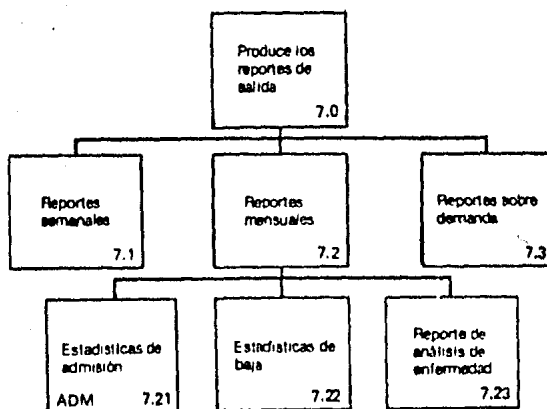 Produce los
reportes de
salida
7.0
Reportes
semanales
7.1
Reportes
mensuales
7.2
Reportes sobre
demanda
7.3
Estadísticas de
admisión
ADM 7.21
Estadísticas de
baja
7.22
Reporte de
análisis de
enfermedad
7.23